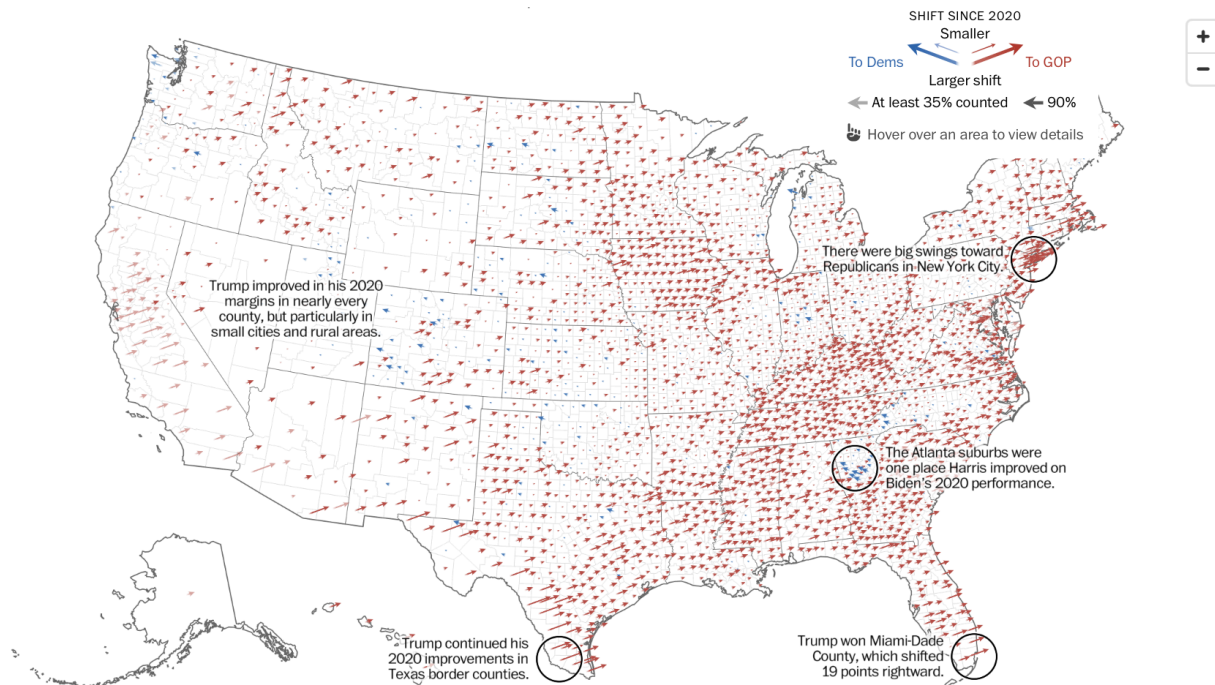 SHIFT SINCE 2020
Smaller
To Dems
To GOP
Larger shift
At least 35% counted
90%
Hover over an area to view details
+
−
There were big swings toward
Republicans in New York City.
Trump improved in his 2020
margins in nearly every
county, but particularly in
small cities and rural areas.
The Atlanta suburbs were
one place Harris improved on
Biden's 2020 performance.
Trump continued his
2020 improvements in
Texas border counties.
Trump won Miami-Dade
County, which shifted
19 points rightward.